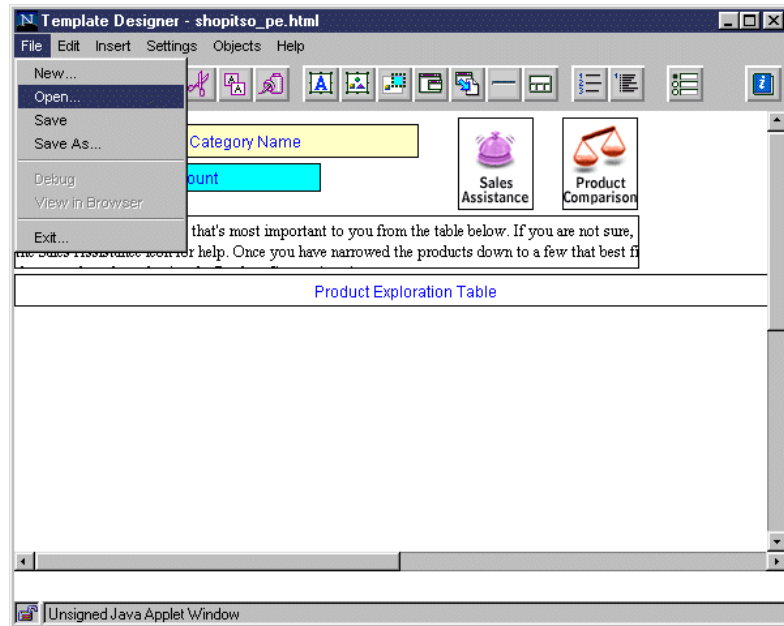 Template Designer - shopitso_pe.html
File Edit Insert Settings Objects Help
New...
Open...
Save
Save As...
Debug
View in Browser
Exit...
Category Name
ount
Sales
Assistance
Product
Comparison
that's most important to you from the table below. If you are not sure,
for help. Once you have narrowed the products down to a few that best fi
Product Exploration Table
Unsigned Java Applet Window